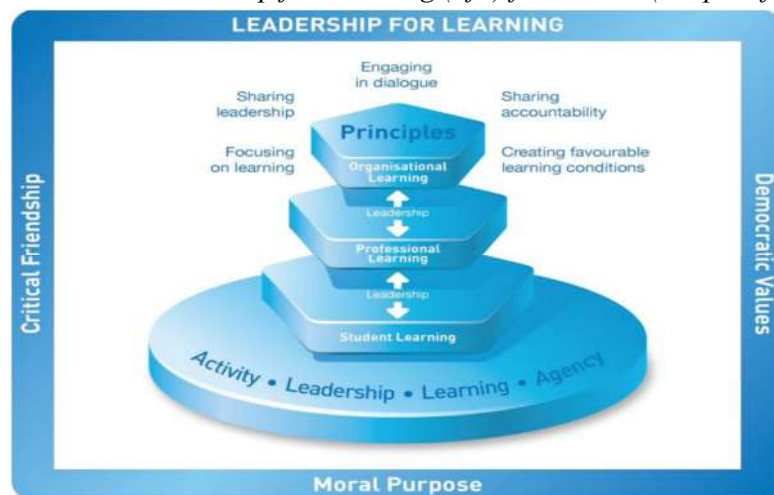 LEADERSHIP FOR LEARNING
Engaging
in dialogue
Sharing
leadership
Sharing
accountability
Focusing
on learning
Creating favourable
learning conditions
Principles
Organisational
Learning
Leadership
Professional
Learning
Leadership
Student Learning
Activity • Leadership • Learning • Agency
Critical Friendship
Democratic Values
Moral Purpose